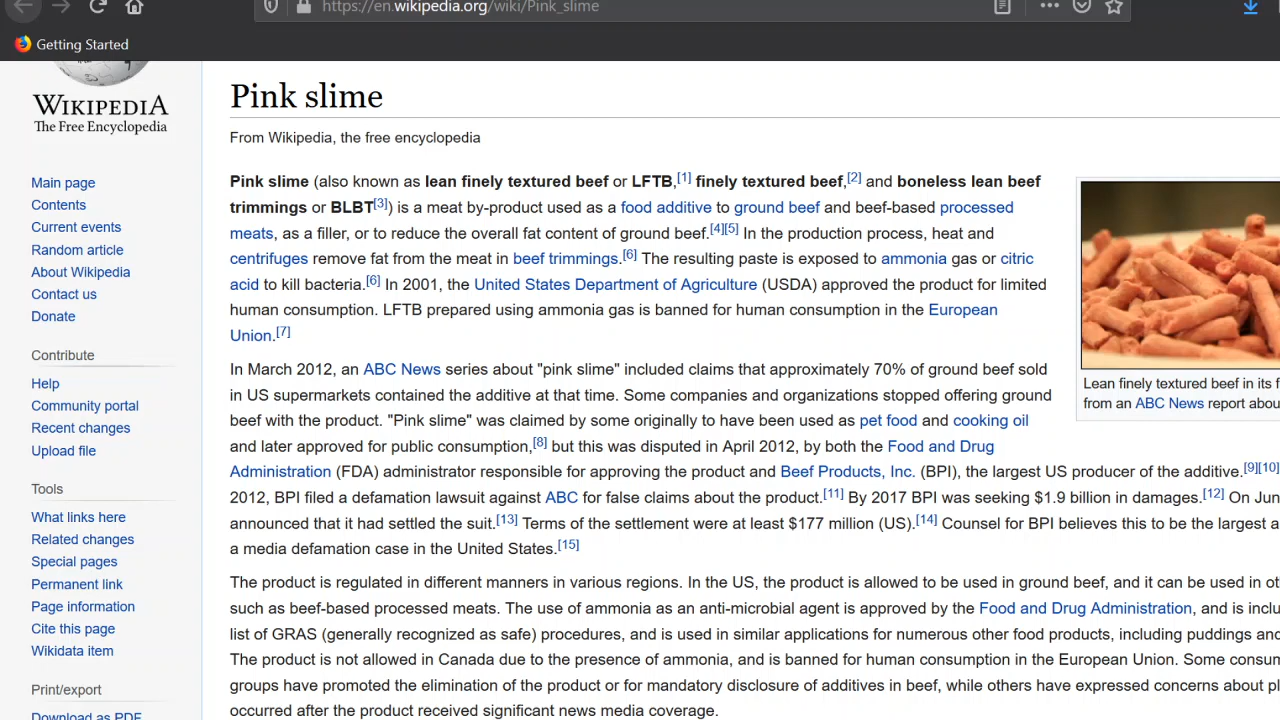 https://en.wikipedia.org/wiki/Pink_slime
Getting Started
WIKIPEDIA
The Free Encyclopedia
Main page
Contents
Current events
Random article
About Wikipedia
Contact us
Donate
Contribute
Help
Community portal
Recent changes
Upload file
Tools
What links here
Related changes
Special pages
Permanent link
Page information
Cite this page
Wikidata item
Print/export
Download as PDF
Pink slime
From Wikipedia, the free encyclopedia
Pink slime (also known as lean finely textured beef or LFTB,[1] finely textured beef,[2] and boneless lean beef
trimmings or BLBT[3]) is a meat by-product used as a food additive to ground beef and beef-based processed
meats, as a filler, or to reduce the overall fat content of ground beef.[4][5] In the production process, heat and
centrifuges remove fat from the meat in beef trimmings.[6] The resulting paste is exposed to ammonia gas or citric
acid to kill bacteria.[6] In 2001, the United States Department of Agriculture (USDA) approved the product for limited
human consumption. LFTB prepared using ammonia gas is banned for human consumption in the European
Union.[7]
In March 2012, an ABC News series about "pink slime" included claims that approximately 70% of ground beef sold
in US supermarkets contained the additive at that time. Some companies and organizations stopped offering ground
beef with the product. "Pink slime" was claimed by some originally to have been used as pet food and cooking oil
and later approved for public consumption,[8] but this was disputed in April 2012, by both the Food and Drug
Administration (FDA) administrator responsible for approving the product and Beef Products, Inc. (BPI), the largest US producer of the additive.[9][10]
2012, BPI filed a defamation lawsuit against ABC for false claims about the product.[11] By 2017 BPI was seeking $1.9 billion in damages.[12] On Jun
announced that it had settled the suit.[13] Terms of the settlement were at least $177 million (US).[14] Counsel for BPI believes this to be the largest a
a media defamation case in the United States.[15]
The product is regulated in different manners in various regions. In the US, the product is allowed to be used in ground beef, and it can be used in ot
such as beef-based processed meats. The use of ammonia as an anti-microbial agent is approved by the Food and Drug Administration, and is inclu
list of GRAS (generally recognized as safe) procedures, and is used in similar applications for numerous other food products, including puddings and
The product is not allowed in Canada due to the presence of ammonia, and is banned for human consumption in the European Union. Some consum
groups have promoted the elimination of the product or for mandatory disclosure of additives in beef, while others have expressed concerns about pl
occurred after the product received significant news media coverage.
Lean finely textured beef in its f
from an ABC News report abou